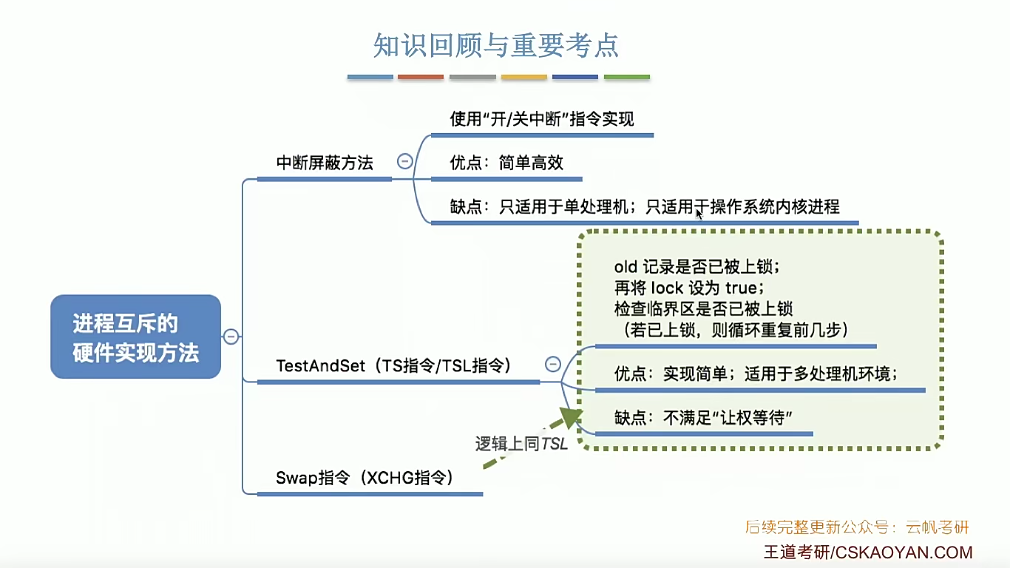 知识回顾与重要考点
使用“开/关中断”指令实现
中断屏蔽方法
优点：简单高效
缺点：只适用于单处理机；只适用于操作系统内核进程
old 记录是否已被上锁；
再将 lock 设为 true；
检查临界区是否已被上锁
（若已上锁，则循环重复前几步）
进程互斥的
硬件实现方法
TestAndSet（TS指令/TSL指令）
优点：实现简单；适用于多处理机环境；
缺点：不满足“让权等待”
逻辑上同TSL
Swap指令（XCHG指令）
后续完整更新公众号：云帆考研
王道考研/CSKAOYAN.COM